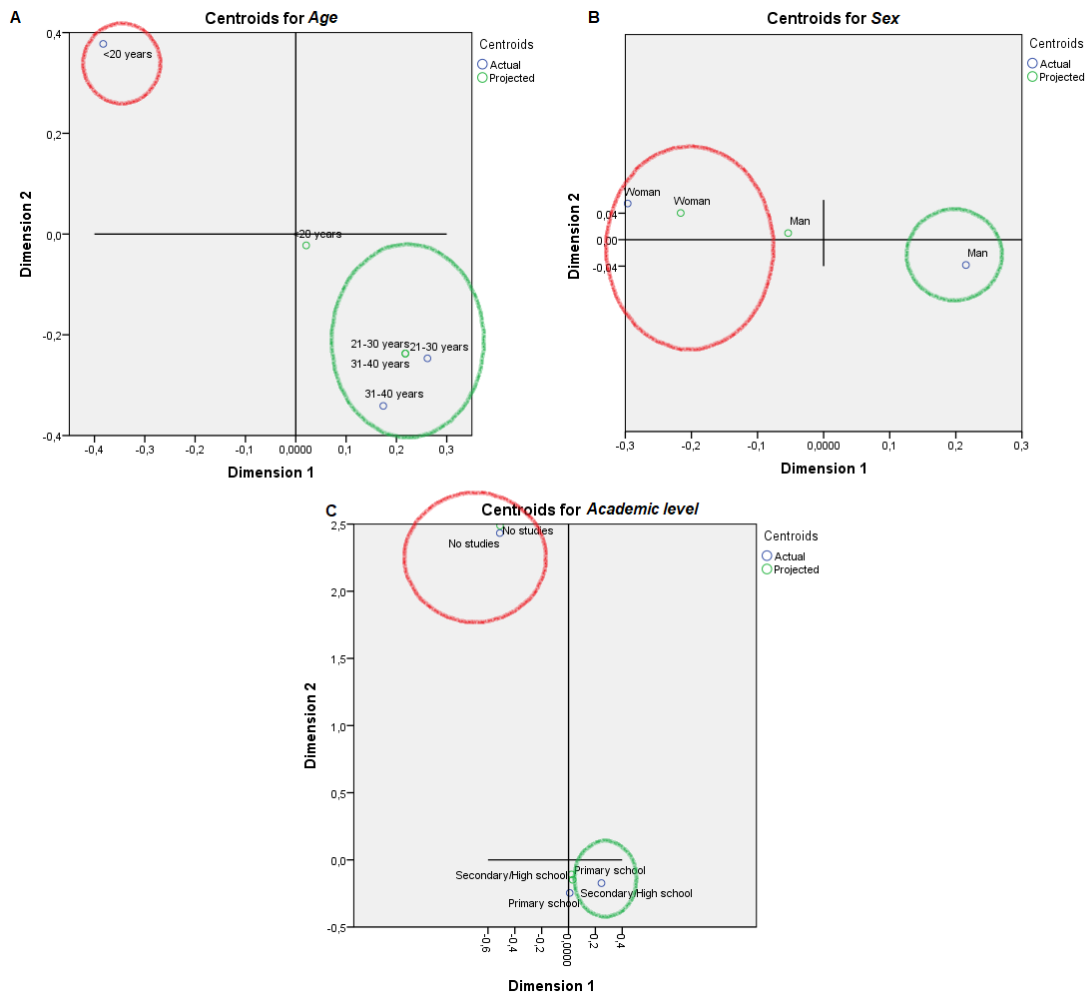 A
Centroids for Age
Centroids
Actual
Projected
0,4
0,2
0,0
-0,2
-0,4
Dimension 2
<20 years
<20 years
21-30 years
21-30 years
31-40 years
31-40 years
-0,4
-0,3
-0,2
-0,1
0,0000
0,1
0,2
0,3
Dimension 1
B
Centroids for Sex
Centroids
Actual
Projected
0,04
0,00
-0,04
Dimension 2
Woman
Woman
Man
Man
-0,3
-0,2
-0,1
0,0000
0,1
0,2
0,3
Dimension 1
C
Centroids for Academic level
Centroids
Actual
Projected
2,5
2,0
1,5
1,0
0,5
0,0
-0,5
Dimension 2
No studies
No studies
Primary school
Secondary/High school
Secondary/High school
Primary school
-0,6
-0,4
-0,2
0,0000
0,2
0,4
Dimension 1